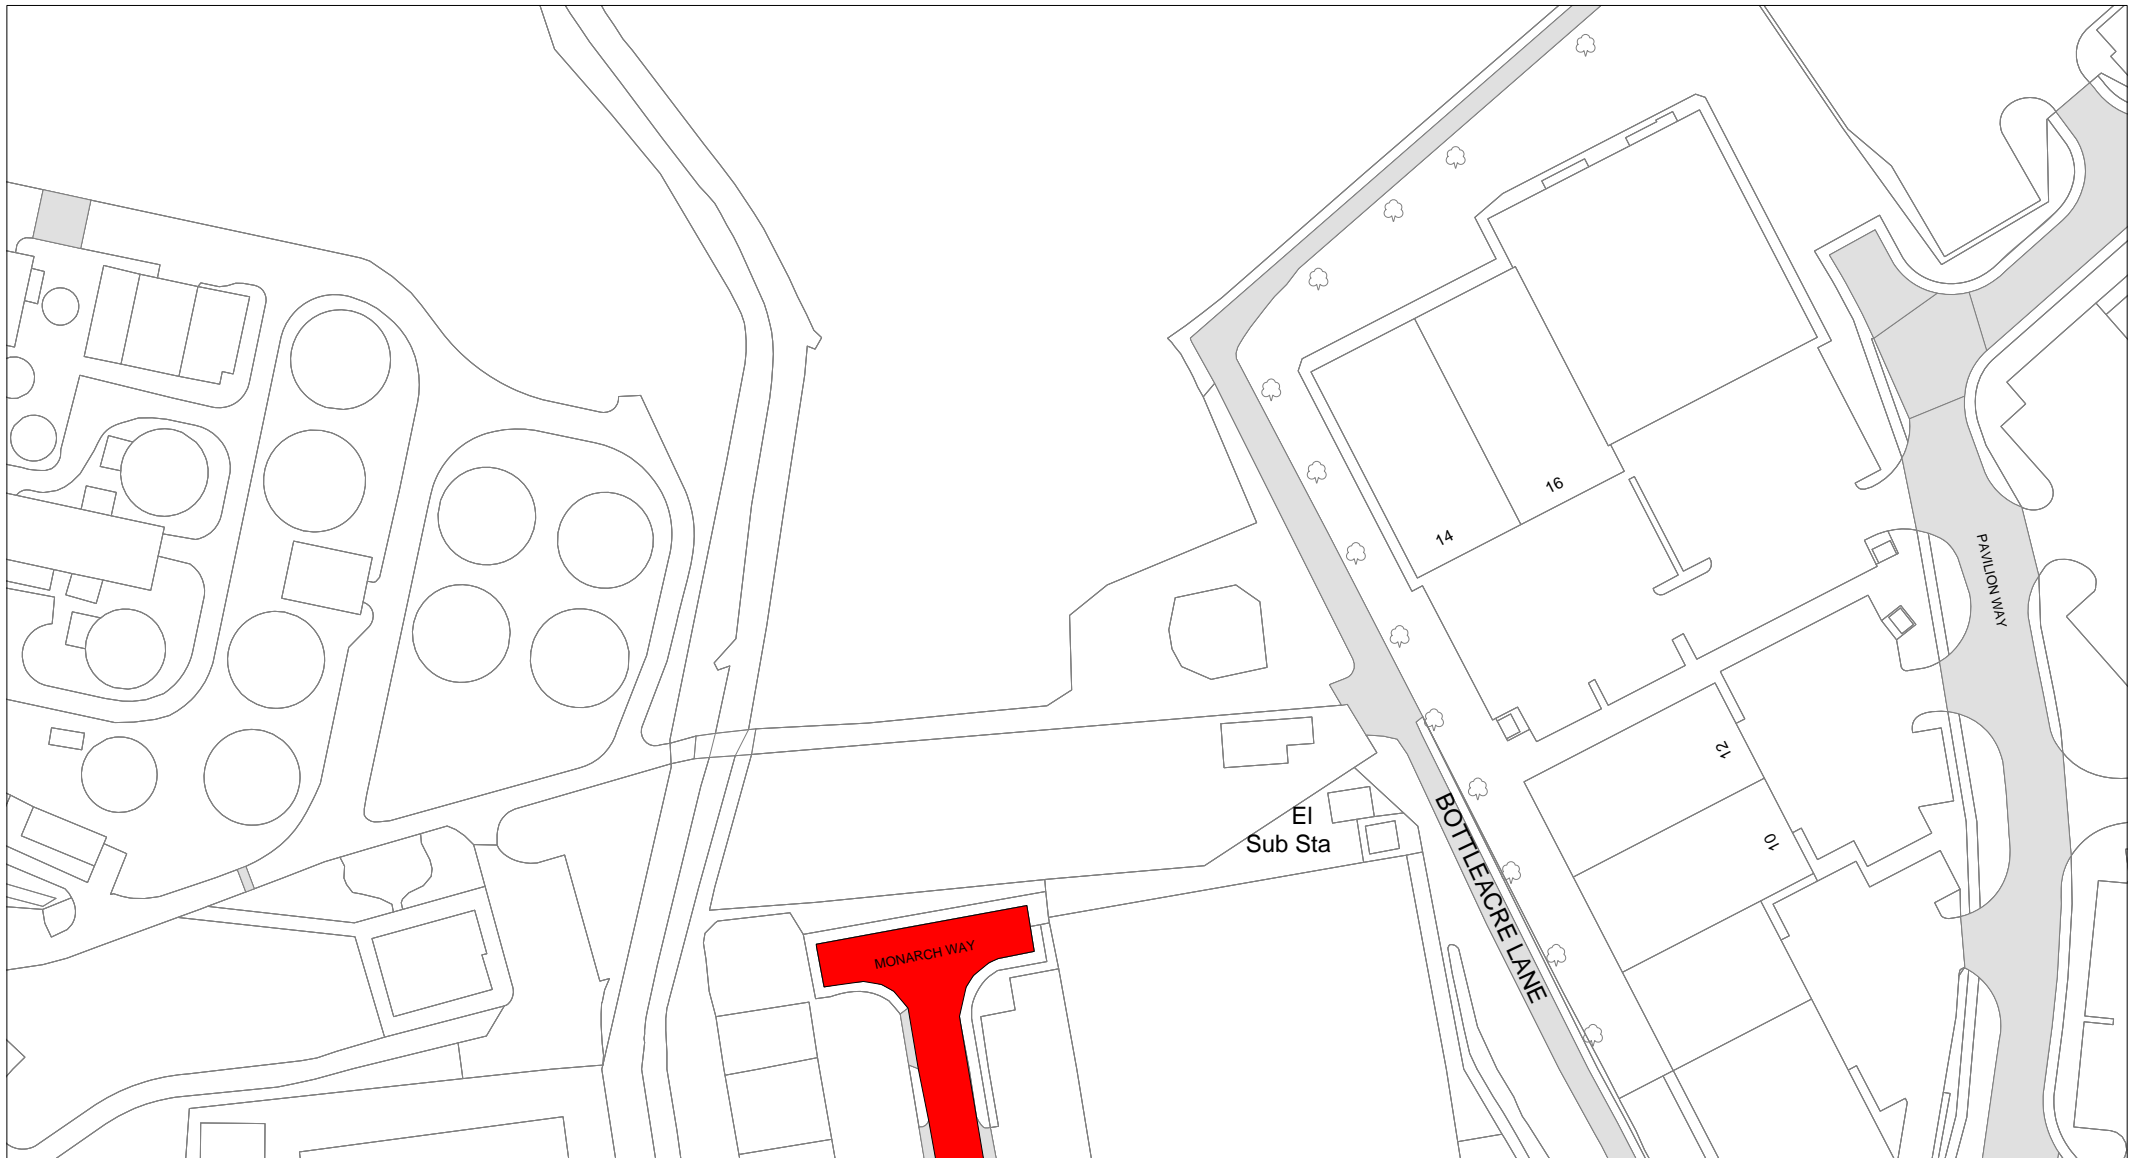 16
14
PAVILION WAY
12
10
El
Sub Sta
BOTTLEACRE LANE
MONARCH WAY